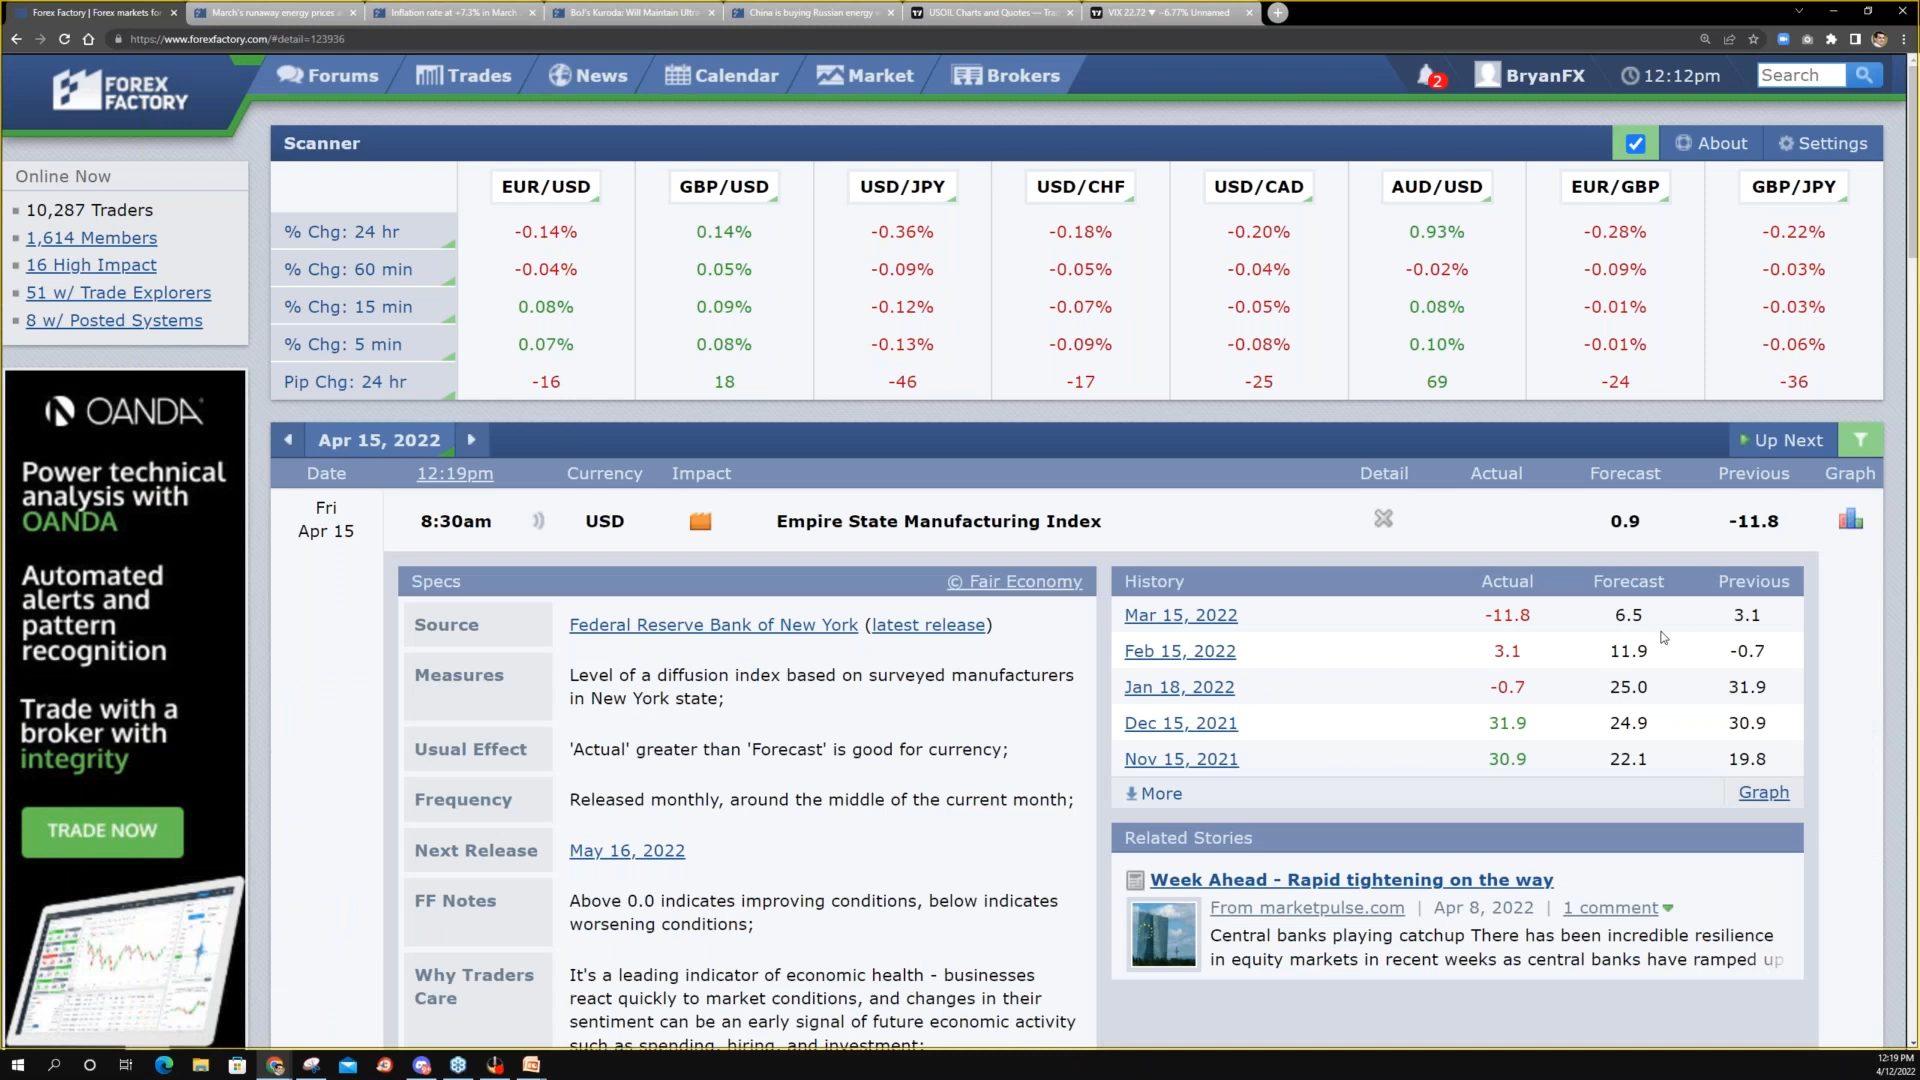 Forex Factory | Forex markets for
March's runaway energy prices a
Inflation rate at +7.3% in March
BoJ's Kuroda: Will Maintain Ultr
China is buying Russian energy w
USOIL Charts and Quotes — Tra
VIX 22.72 ▼ −6.77% Unnamed
https://www.forexfactory.com/#detail=123936
FOREX
FACTORY
Forums
Trades
News
Calendar
Market
Brokers
2
BryanFX
12:12pm
Search
Online Now
10,287 Traders
1,614 Members
16 High Impact
51 w/ Trade Explorers
8 w/ Posted Systems
OANDA
Power technical
analysis with
OANDA
Automated
alerts and
pattern
recognition
Trade with a
broker with
integrity
TRADE NOW
Scanner
About
Settings
EUR/USD GBP/USD USD/JPY USD/CHF USD/CAD AUD/USD EUR/GBP GBP/JPY
% Chg: 24 hr -0.14% 0.14% -0.36% -0.18% -0.20% 0.93% -0.28% -0.22%
% Chg: 60 min -0.04% 0.05% -0.09% -0.05% -0.04% -0.02% -0.09% -0.03%
% Chg: 15 min 0.08% 0.09% -0.12% -0.07% -0.05% 0.08% -0.01% -0.03%
% Chg: 5 min 0.07% 0.08% -0.13% -0.09% -0.08% 0.10% -0.01% -0.06%
Pip Chg: 24 hr -16 18 -46 -17 -25 69 -24 -36
Apr 15, 2022
Up Next
Date 12:19pm Currency Impact Detail Actual Forecast Previous Graph
Fri
Apr 15
8:30am USD Empire State Manufacturing Index 0.9 -11.8
Specs © Fair Economy
Source Federal Reserve Bank of New York (latest release)
Measures Level of a diffusion index based on surveyed manufacturers
in New York state;
Usual Effect 'Actual' greater than 'Forecast' is good for currency;
Frequency Released monthly, around the middle of the current month;
Next Release May 16, 2022
FF Notes Above 0.0 indicates improving conditions, below indicates
worsening conditions;
Why Traders
Care
It's a leading indicator of economic health - businesses
react quickly to market conditions, and changes in their
sentiment can be an early signal of future economic activity
such as spending, hiring, and investment;
History Actual Forecast Previous
Mar 15, 2022 -11.8 6.5 3.1
Feb 15, 2022 3.1 11.9 -0.7
Jan 18, 2022 -0.7 25.0 31.9
Dec 15, 2021 31.9 24.9 30.9
Nov 15, 2021 30.9 22.1 19.8
More Graph
Related Stories
Week Ahead - Rapid tightening on the way
From marketpulse.com | Apr 8, 2022 | 1 comment
Central banks playing catchup There has been incredible resilience
in equity markets in recent weeks as central banks have ramped up
12:19 PM
4/12/2022